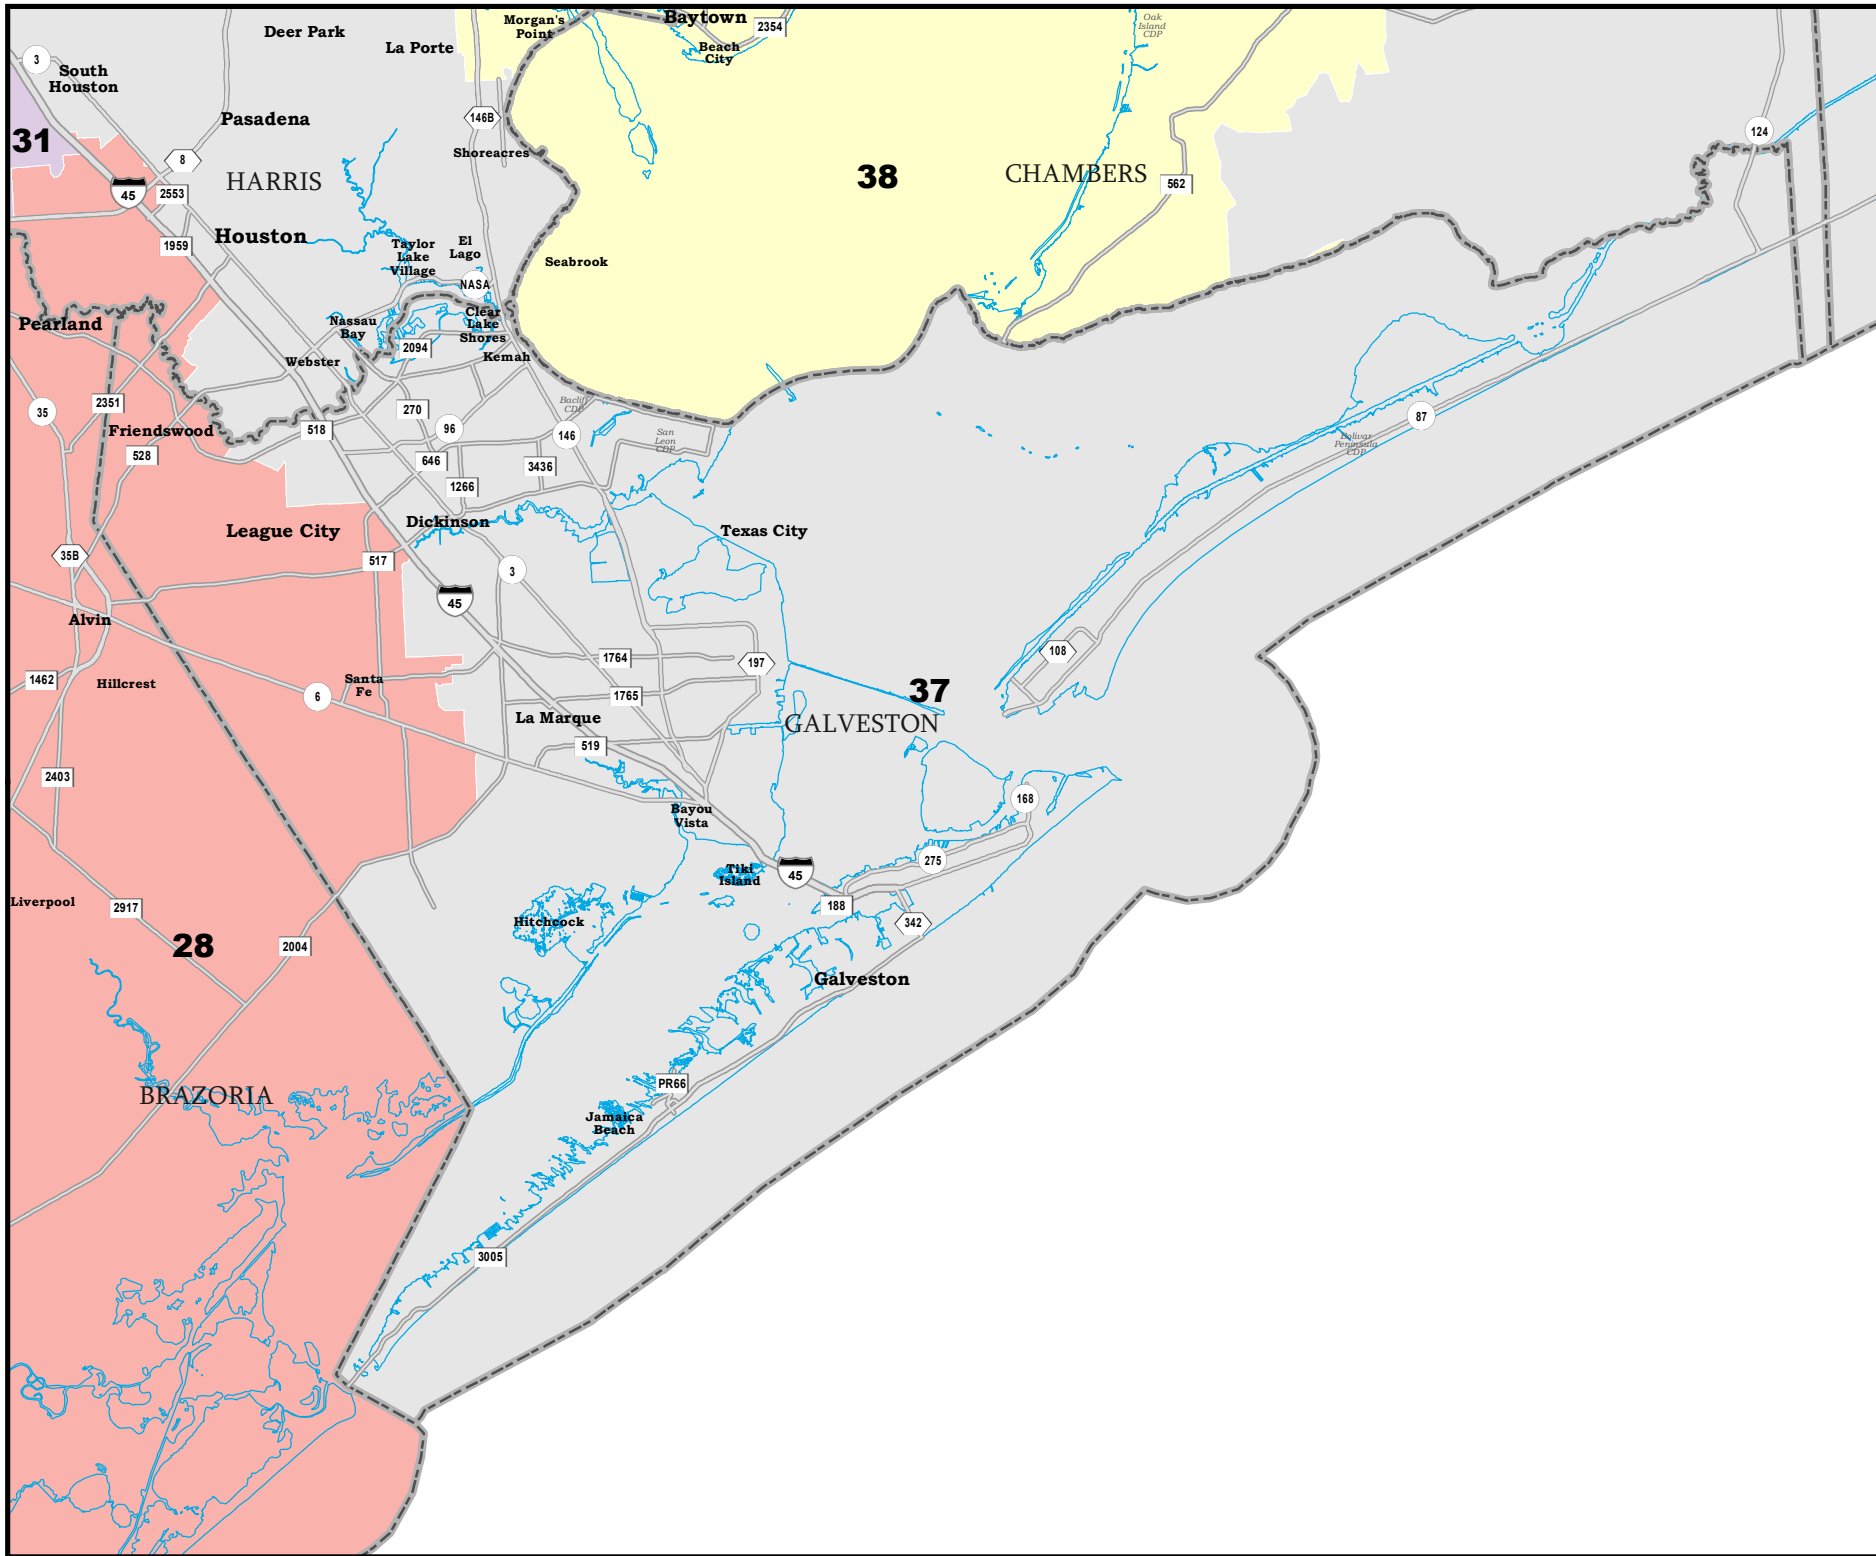 Morgan's
Point
Baytown
2354
Beach
City
Oak
Island
CDP
Deer Park
La Porte
3
South
Houston
Pasadena
146B
31
8
Shoreacres
124
HARRIS
38
CHAMBERS
562
45
2553
1959
Houston
Taylor
Lake
Village
El
Lago
Seabrook
NASA
Pearland
Nassau
Bay
Clear
Lake
Shores
2094
Kemah
Webster
35
2351
270
Bacliff
CDP
96
146
87
Friendswood
518
San
Leon
CDP
Bolivar
Peninsula
CDP
528
646
3436
1266
League City
Dickinson
Texas City
35B
517
3
45
Alvin
108
1764
197
1462
Hillcrest
Santa
Fe
6
1765
37
La Marque
GALVESTON
519
2403
168
Bayou
Vista
275
Tiki
Island
45
Liverpool
2917
188
Hitchcock
342
28
2004
Galveston
PR66
BRAZORIA
Jamaica
Beach
3005